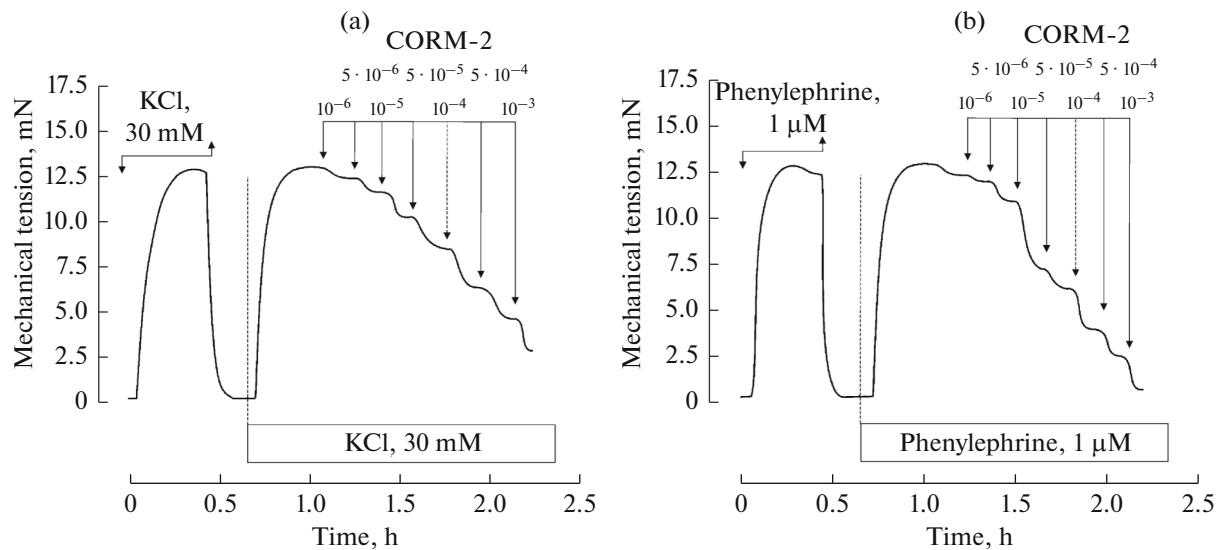 (a)
CORM-2
5 · 10⁻⁶ 5 · 10⁻⁵ 5 · 10⁻⁴
10⁻⁶ 10⁻⁵ 10⁻⁴ 10⁻³
KCl,
30 mM
Mechanical tension, mN
17.5
15.0
12.5
10.0
7.5
5.0
2.5
0
KCl, 30 mM
0 0.5 1.0 1.5 2.0 2.5
Time, h
(b)
CORM-2
5 · 10⁻⁶ 5 · 10⁻⁵ 5 · 10⁻⁴
10⁻⁶ 10⁻⁵ 10⁻⁴ 10⁻³
Phenylephrine,
1 μM
Mechanical tension, mN
17.5
15.0
12.5
10.0
7.5
5.0
2.5
0
Phenylephrine, 1 μM
0 0.5 1.0 1.5 2.0 2.5
Time, h